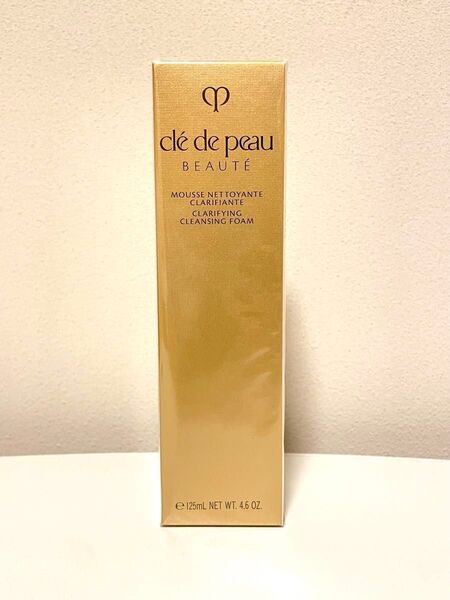 clé de peau
BEAUTÉ
MOUSSE NETTOYANTE
CLARIFIANTE
CLARIFYING
CLEANSING FOAM
℮ 125mL NET WT. 4.6 OZ.